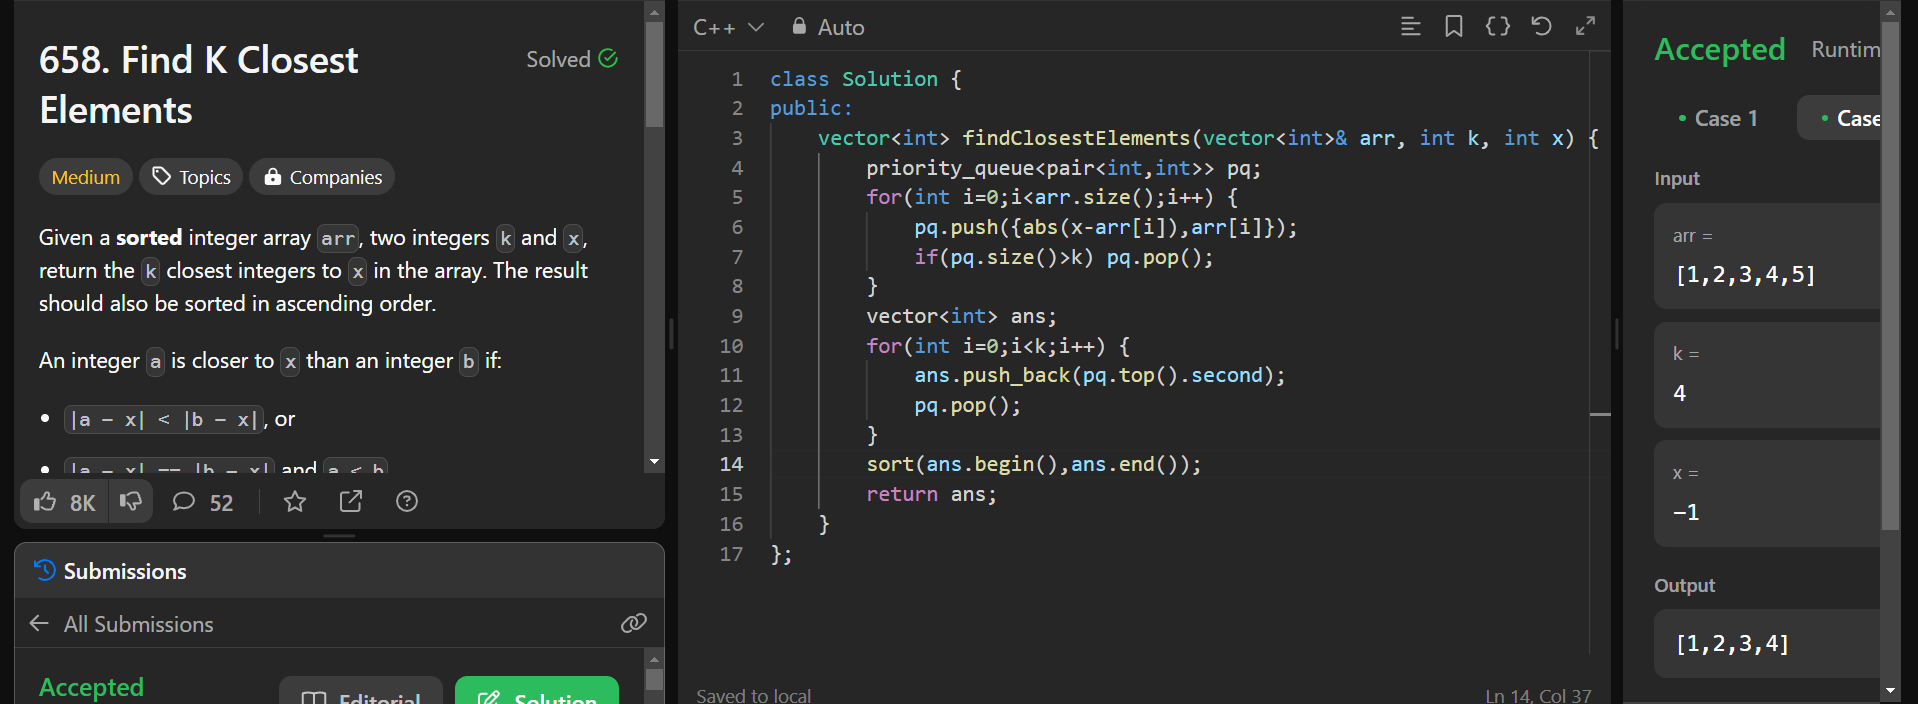 658. Find K Closest
Elements
Solved
Medium
Topics
Companies
Given a sorted integer array arr, two integers k and x,
return the k closest integers to x in the array. The result
should also be sorted in ascending order.
An integer a is closer to x than an integer b if:
• |a - x| < |b - x|, or
• |a - x| == |b - x| and a < b
8K
52
Submissions
All Submissions
Accepted
Editorial
Solution
C++
Auto
1 class Solution {
2 public:
3     vector<int> findClosestElements(vector<int>& arr, int k, int x) {
4         priority_queue<pair<int,int>> pq;
5         for(int i=0;i<arr.size();i++) {
6             pq.push({abs(x-arr[i]),arr[i]});
7             if(pq.size()>k) pq.pop();
8         }
9         vector<int> ans;
10         for(int i=0;i<k;i++) {
11             ans.push_back(pq.top().second);
12             pq.pop();
13         }
14         sort(ans.begin(),ans.end());
15         return ans;
16     }
17 };
Saved to local
Ln 14, Col 37
Accepted
Runtim
• Case 1
• Case
Input
arr =
[1,2,3,4,5]
k =
4
x =
-1
Output
[1,2,3,4]